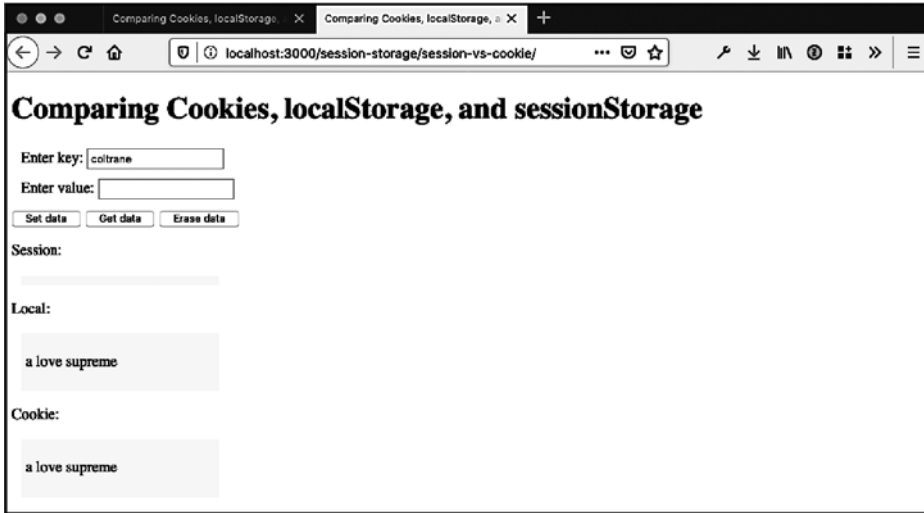 Comparing Cookies, localStorage, a
Comparing Cookies, localStorage, a
localhost:3000/session-storage/session-vs-cookie/
Comparing Cookies, localStorage, and sessionStorage
Enter key: coltrane
Enter value:
Set data Get data Erase data
Session:
Local:
a love supreme
Cookie:
a love supreme